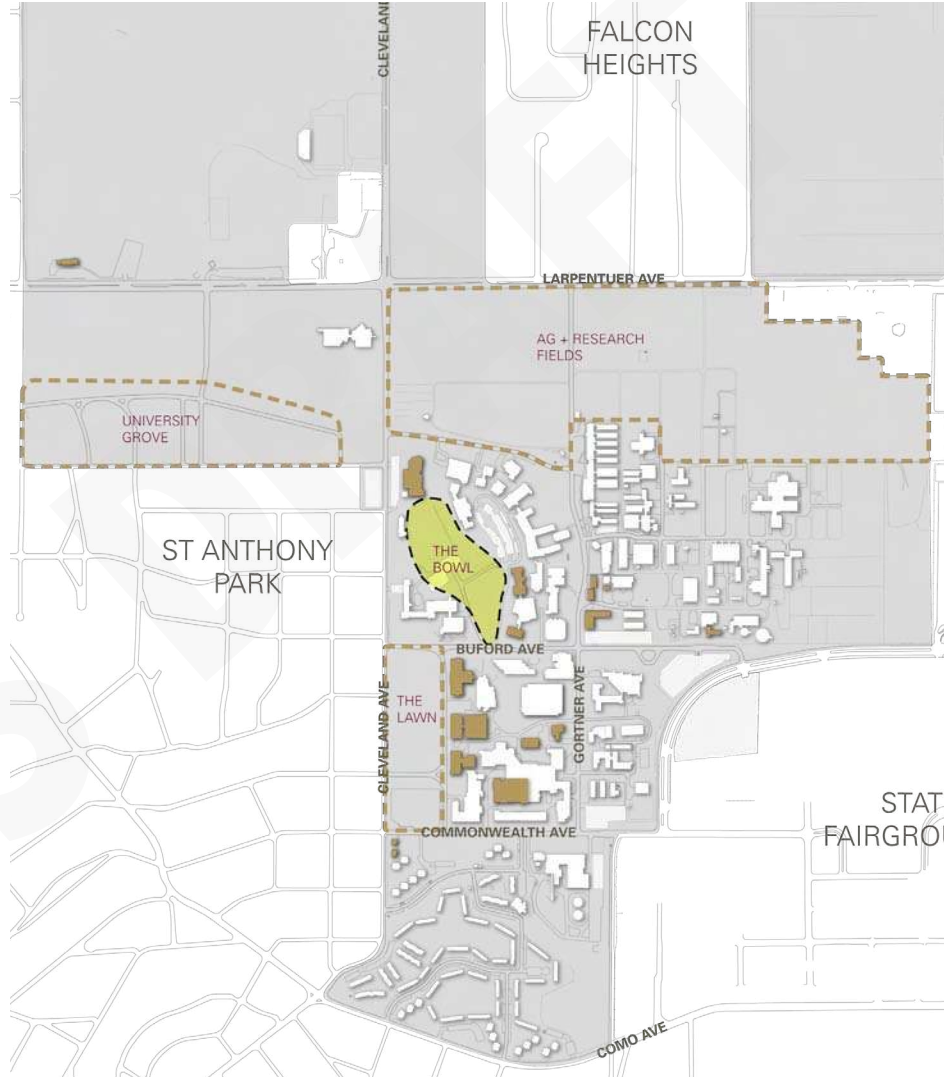 CLEVELAND
FALCON
HEIGHTS
LARPENTUER AVE
AG + RESEARCH
FIELDS
UNIVERSITY
GROVE
ST ANTHONY
PARK
THE
BOWL
BUFORD AVE
THE
LAWN
CLEVELAND AVE
GORTNER AVE
STAT
FAIRGROU
COMMONWEALTH AVE
COMO AVE